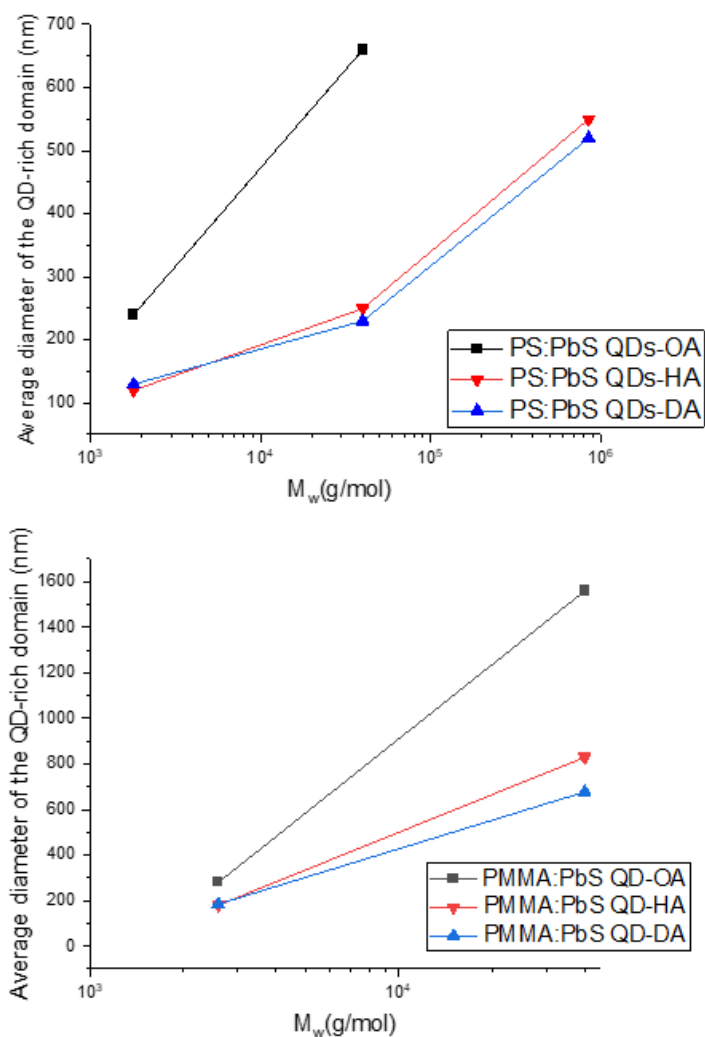 Average diameter of the QD-rich domain (nm)
700
600
500
400
300
200
100
10³
10⁴
10⁵
10⁶
M_w(g/mol)
PS:PbS QDs-OA
PS:PbS QDs-HA
PS:PbS QDs-DA
Average diameter of the QD-rich domain (nm)
1600
1400
1200
1000
800
600
400
200
0
10³
10⁴
M_w(g/mol)
PMMA:PbS QD-OA
PMMA:PbS QD-HA
PMMA:PbS QD-DA